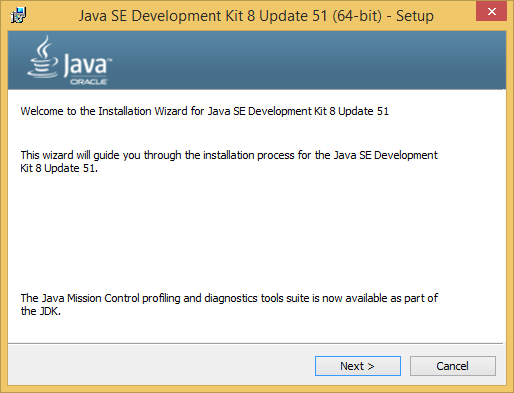 Java SE Development Kit 8 Update 51 (64-bit) - Setup
Java™
ORACLE
Welcome to the Installation Wizard for Java SE Development Kit 8 Update 51
This wizard will guide you through the installation process for the Java SE Development
Kit 8 Update 51.
The Java Mission Control profiling and diagnostics tools suite is now available as part of
the JDK.
Next >
Cancel